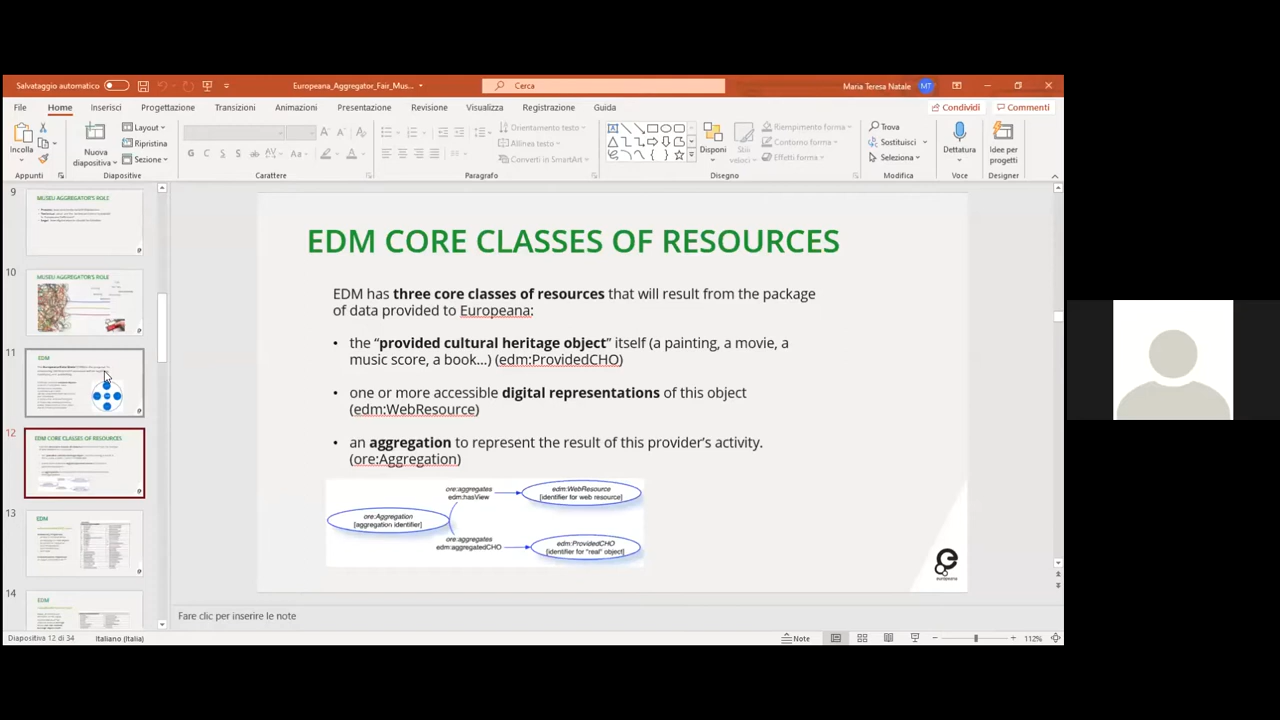 Salvataggio automatico
Europeana_Aggregator_Fair_Mus...
Cerca
Maria Teresa Natale
MT
File
Home
Inserisci
Progettazione
Transizioni
Animazioni
Presentazione
Revisione
Visualizza
Registrazione
Guida
Condividi
Commenti
Incolla
Nuova
diapositiva
Layout
Ripristina
Sezione
G C S S AV Aa A
Orientamento testo
Allinea testo
Converti in SmartArt
Disponi
Stili
veloci
Riempimento forma
Contorno forma
Effetti forma
Trova
Sostituisci
Seleziona
Dettatura
Idee per
progetti
Appunti
Diapositive
Carattere
Paragrafo
Disegno
Modifica
Voce
Designer
9
MUSEU AGGREGATOR'S ROLE
10
MUSEU AGGREGATOR'S ROLE
11
EDM
12
EDM CORE CLASSES OF RESOURCES
13
EDM
14
EDM
EDM CORE CLASSES OF RESOURCES
EDM has three core classes of resources that will result from the package
of data provided to Europeana:
• the “provided cultural heritage object” itself (a painting, a movie, a
music score, a book...) (edm:ProvidedCHO)
• one or more accessible digital representations of this object
(edm:WebResource)
• an aggregation to represent the result of this provider’s activity.
(ore:Aggregation)
ore:aggregates
edm:hasView
edm:WebResource
[identifier for web resource]
ore:Aggregation
[aggregation identifier]
ore:aggregates
edm:aggregatedCHO
edm:ProvidedCHO
[identifier for "real" object]
europeana
Fare clic per inserire le note
Diapositiva 12 di 34
Italiano (Italia)
Note
112%